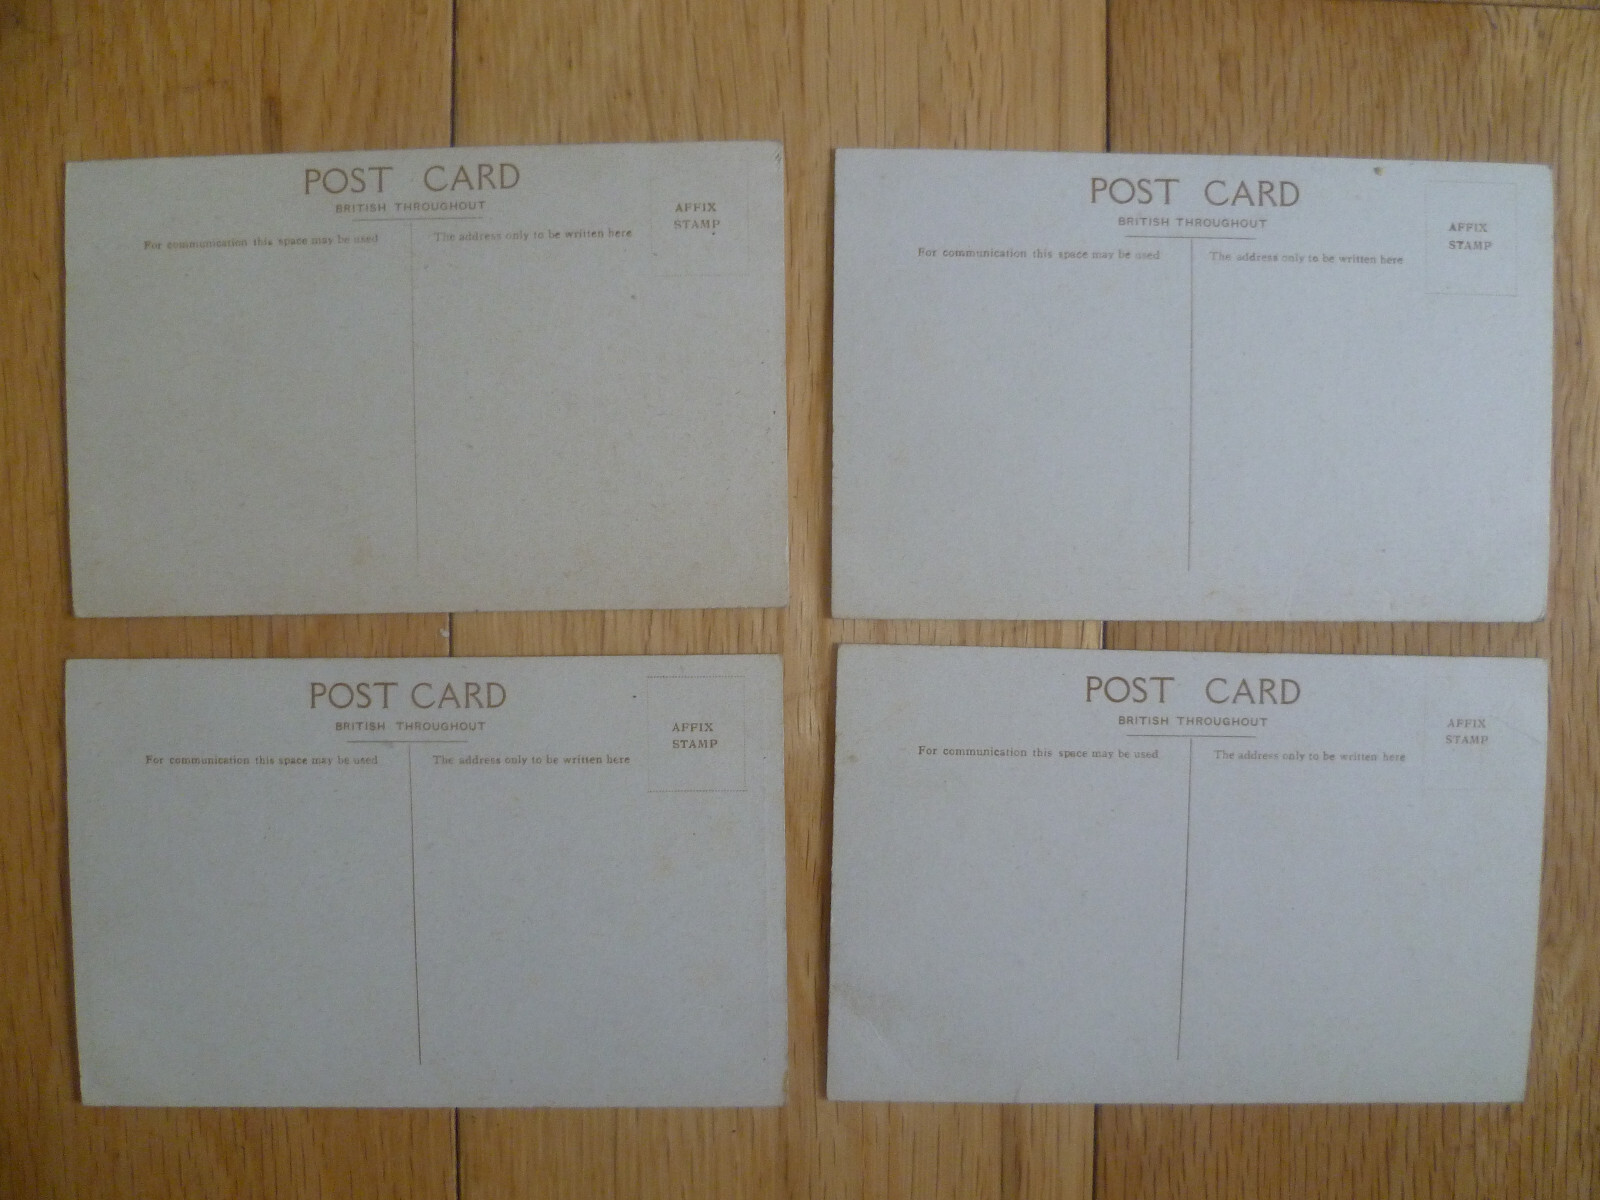 POST CARD
BRITISH THROUGHOUT
AFFIX
STAMP
For communication this space may be used
The address only to be written here
POST CARD
BRITISH THROUGHOUT
AFFIX
STAMP
For communication this space may be used
The address only to be written here
POST CARD
BRITISH THROUGHOUT
AFFIX
STAMP
For communication this space may be used
The address only to be written here
POST CARD
BRITISH THROUGHOUT
AFFIX
STAMP
For communication this space may be used
The address only to be written here